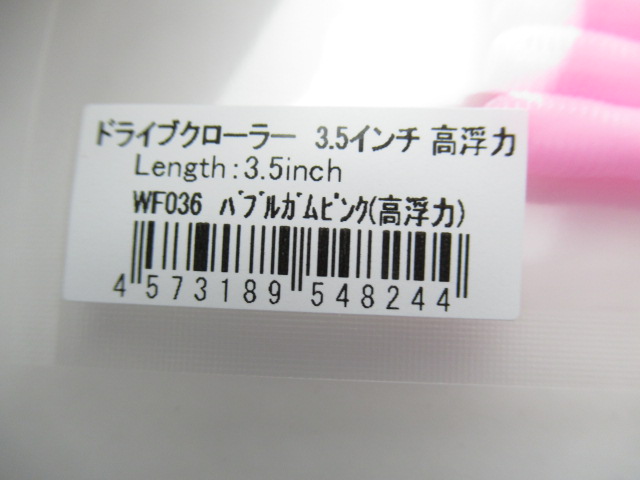 ドライブクローラー 3.5インチ 高浮力
Length:3.5inch
WF036 ﾊﾞﾌﾞﾙｶﾞﾑﾋﾟﾝｸ(高浮力)
4 573189 548244